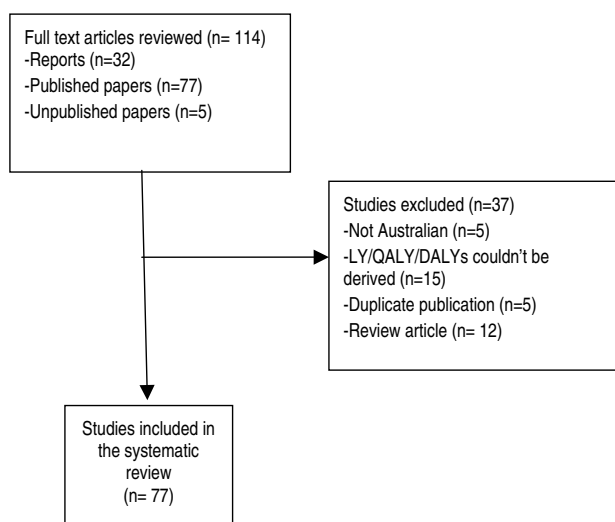 Full text articles reviewed (n= 114)
-Reports (n=32)
-Published papers (n=77)
-Unpublished papers (n=5)
Studies excluded (n=37)
-Not Australian (n=5)
-LY/QALY/DALYs couldn't be
derived (n=15)
-Duplicate publication (n=5)
-Review article (n= 12)
Studies included in
the systematic
review
(n= 77)